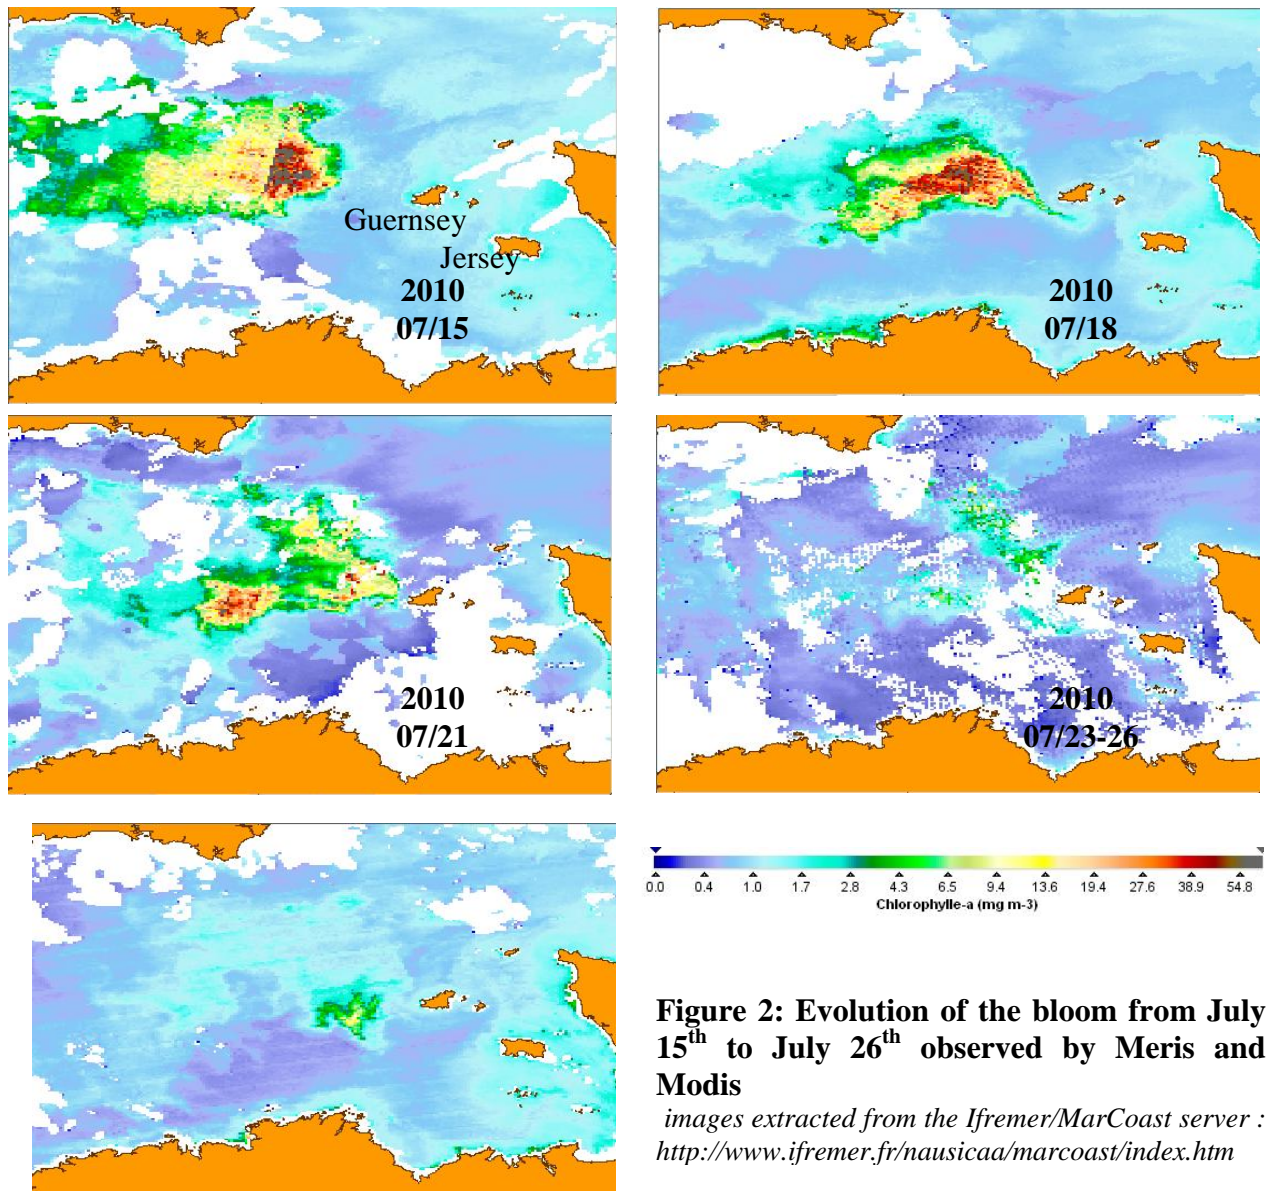 Guernsey
Jersey
2010
07/15
2010
07/18
2010
07/21
2010
07/23-26
0.0 0.4 1.0 1.7 2.8 4.3 6.5 9.4 13.6 19.4 27.6 38.9 54.8
Chlorophylle-a (mg m-3)
Figure 2: Evolution of the bloom from July
15th to July 26th observed by Meris and
Modis
images extracted from the Ifremer/MarCoast server :
http://www.ifremer.fr/nausicaa/marcoast/index.htm